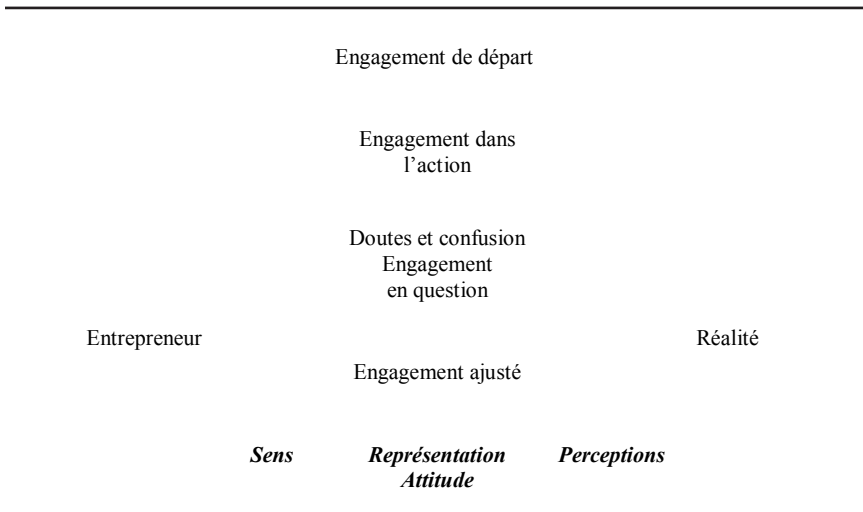 Engagement de départ
Engagement dans
l’action
Doutes et confusion
Engagement
en question
Entrepreneur Réalité
Engagement ajusté
Sens Représentation Perceptions
Attitude